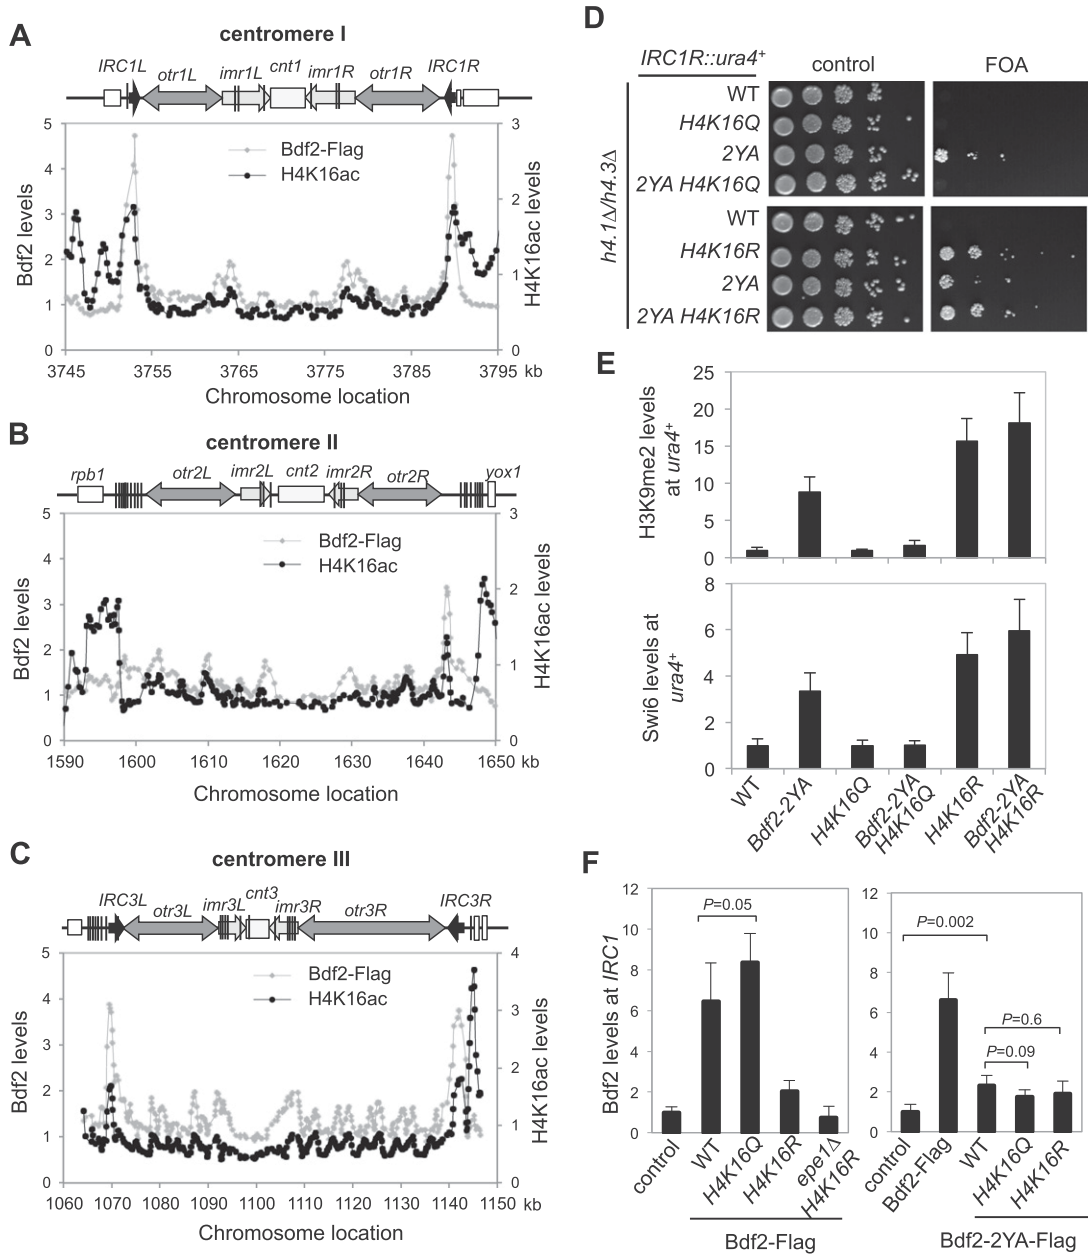 A
centromere I
IRC1L otr1L imr1L cnt1 imr1R otr1R IRC1R
5 4 3 2 1 0
Bdf2 levels
Bdf2-Flag
H4K16ac
3 2 1 0
H4K16ac levels
3745 3755 3765 3775 3785 3795 kb
Chromosome location
B
centromere II
rpb1 otr2L imr2L cnt2 imr2R otr2R yox1
5 4 3 2 1 0
Bdf2 levels
Bdf2-Flag
H4K16ac
3 2 1 0
H4K16ac levels
1590 1600 1610 1620 1630 1640 1650 kb
Chromosome location
C
centromere III
IRC3L otr3L imr3L cnt3 imr3R otr3R IRC3R
5 4 3 2 1 0
Bdf2 levels
Bdf2-Flag
H4K16ac
4 3 2 1 0
H4K16ac levels
1060 1070 1080 1090 1100 1110 1120 1130 1140 1150 kb
Chromosome location
D
IRC1R::ura4+
control FOA
h4.1Δ/h4.3Δ
WT
H4K16Q
2YA
2YA H4K16Q
WT
H4K16R
2YA
2YA H4K16R
E
H3K9me2 levels
at ura4+
25 20 15 10 5 0
Swi6 levels at
ura4+
8 6 4 2 0
WT
Bdf2-2YA
H4K16Q
Bdf2-2YA
H4K16Q
H4K16R
Bdf2-2YA
H4K16R
F
Bdf2 levels at IRC1
12 10 8 6 4 2 0
P=0.05
control
WT
H4K16Q
H4K16R
epe1Δ
H4K16R
Bdf2-Flag
12 10 8 6 4 2 0
P=0.002
P=0.6
P=0.09
control
Bdf2-Flag
WT
H4K16Q
H4K16R
Bdf2-2YA-Flag